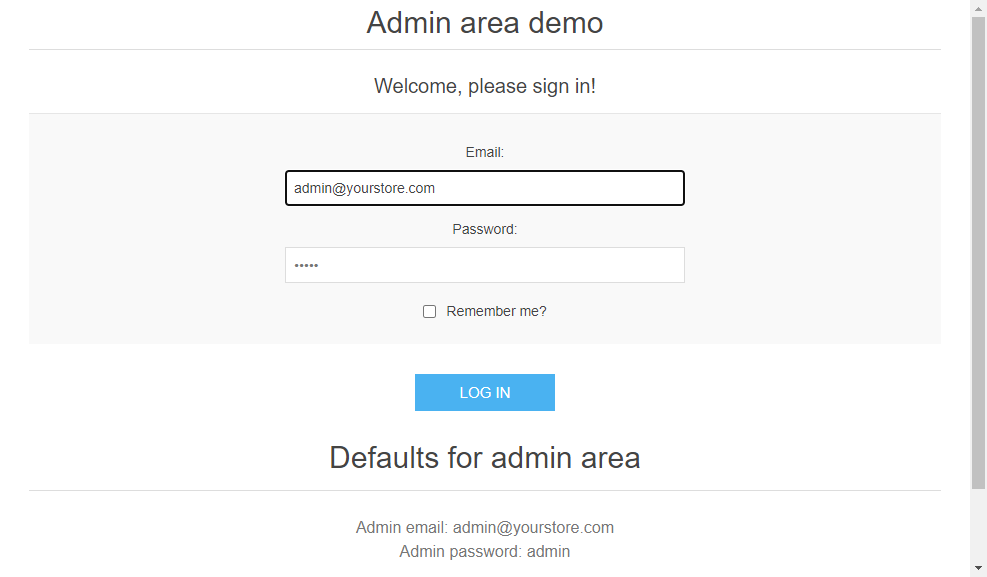 Admin area demo
Welcome, please sign in!
Email:
admin@yourstore.com
Password:
•••••
Remember me?
LOG IN
Defaults for admin area
Admin email: admin@yourstore.com
Admin password: admin